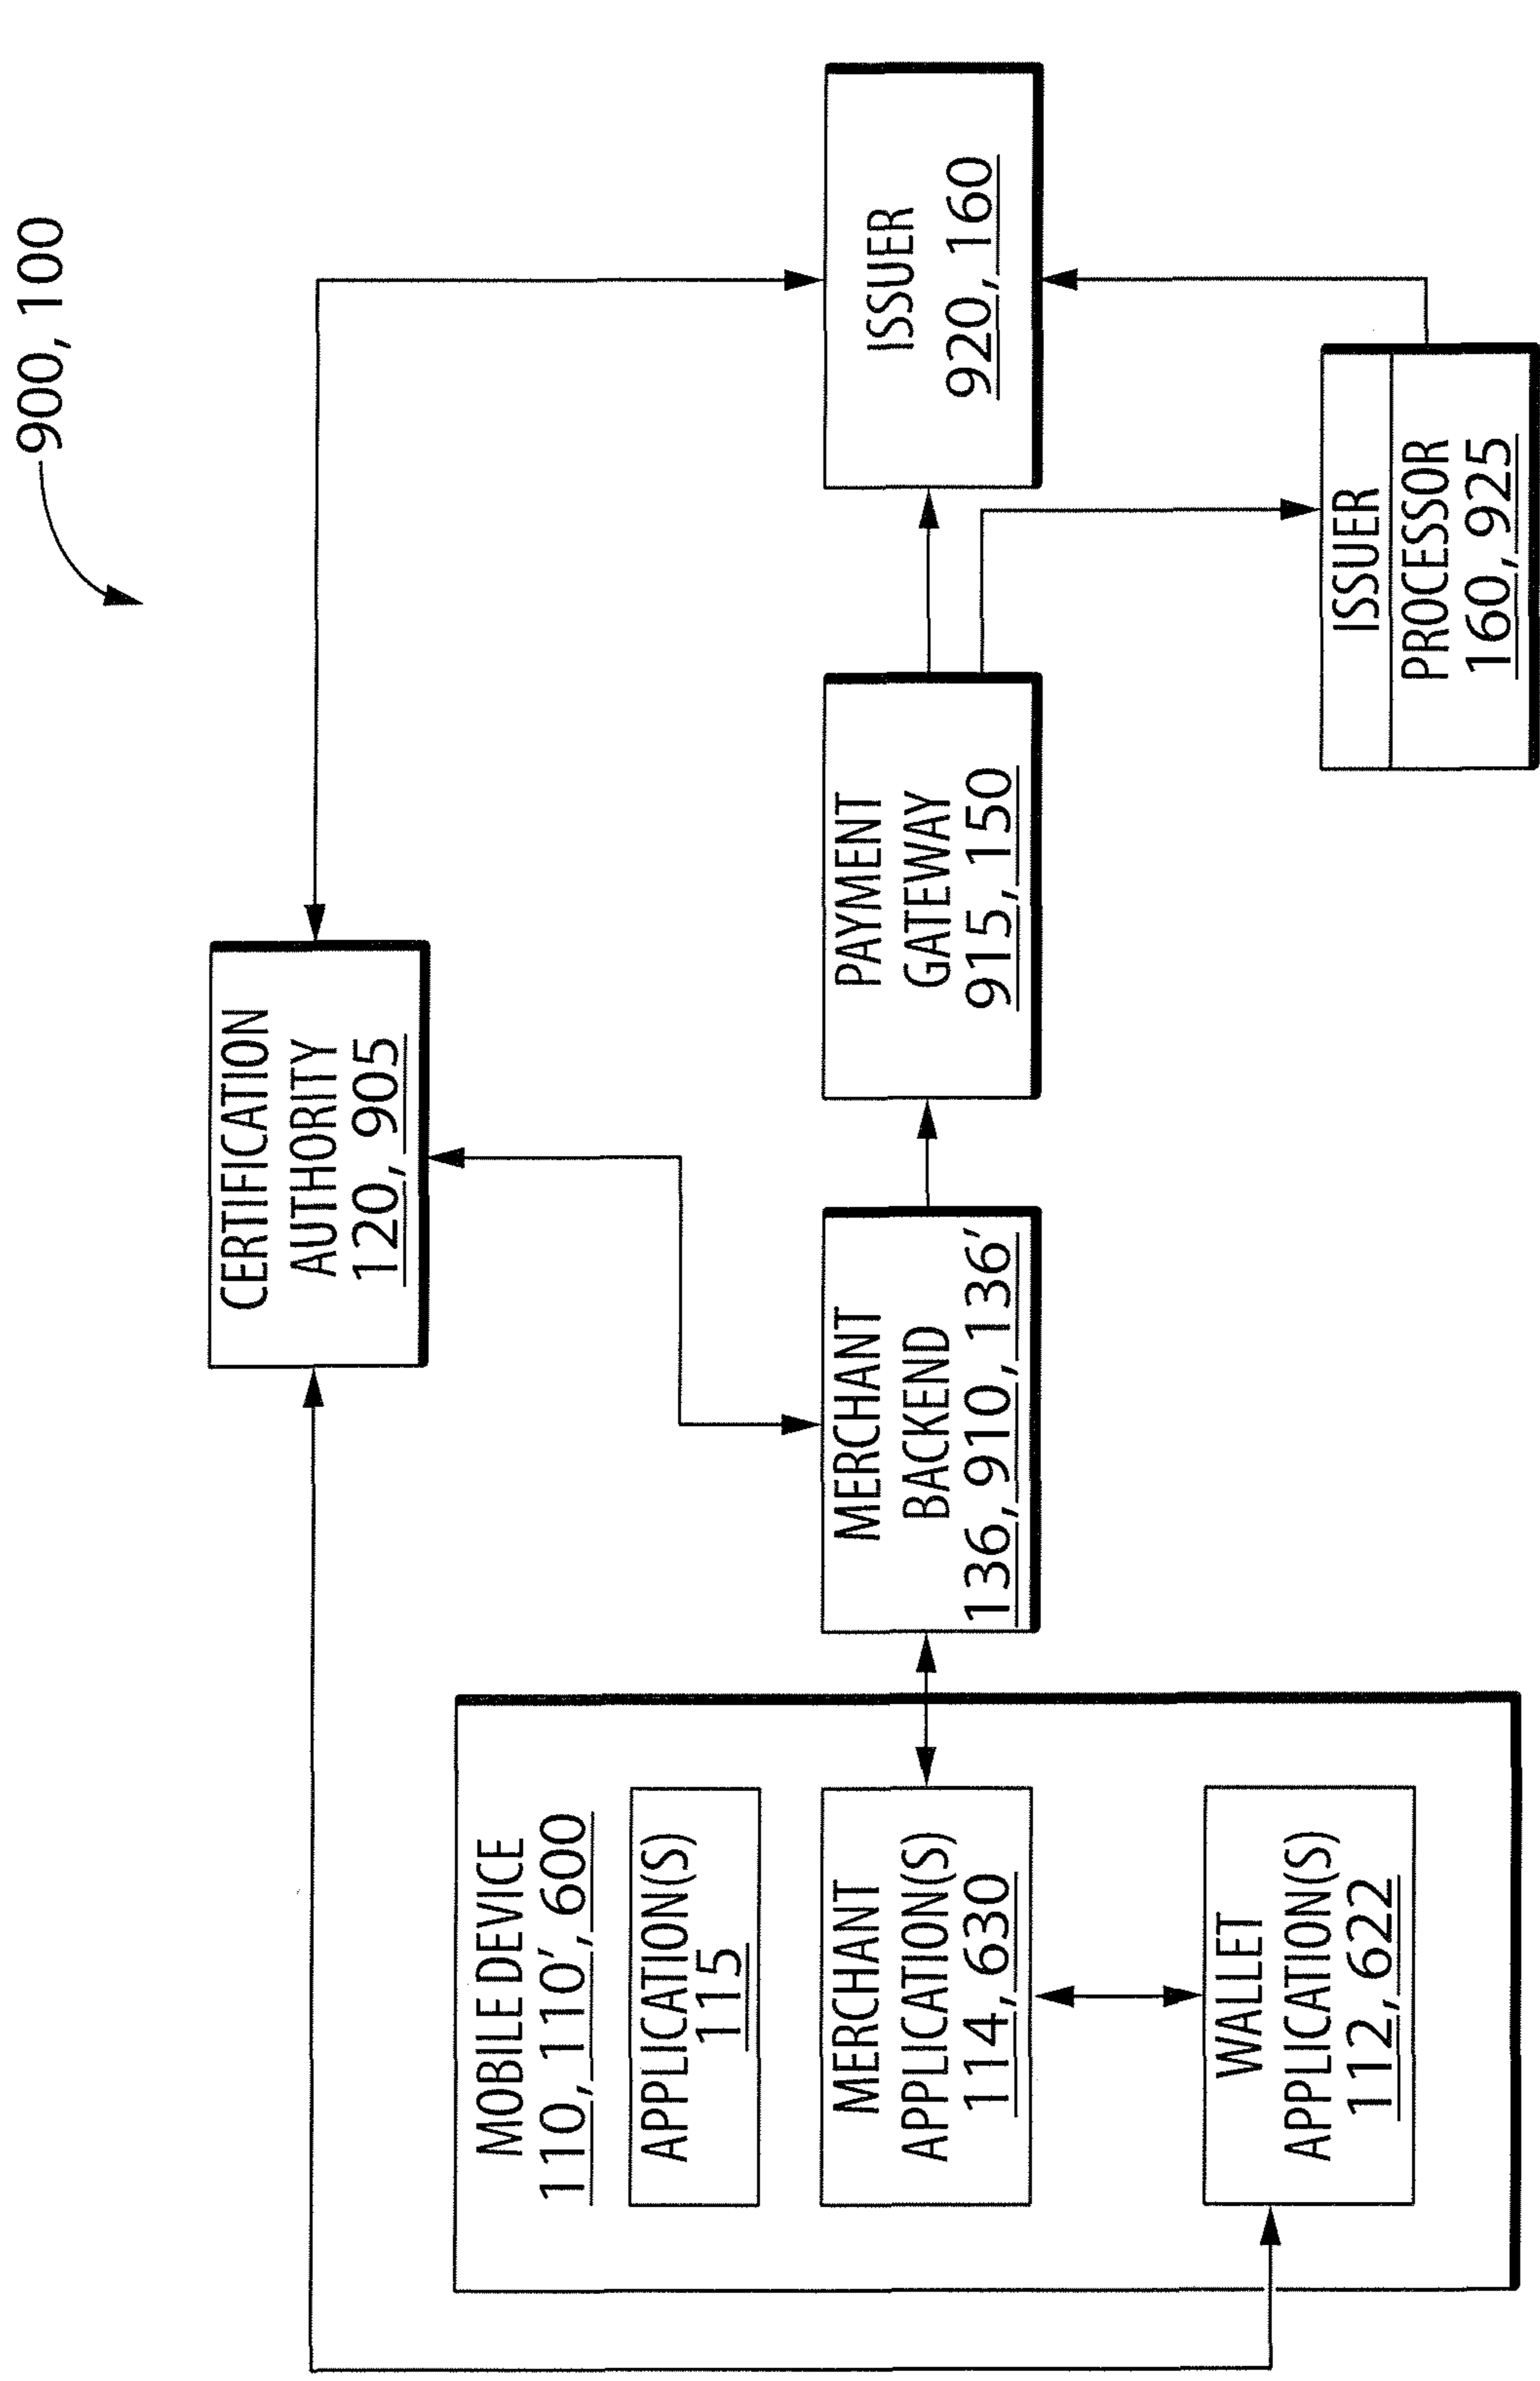 900, 100
CERTIFICATION
AUTHORITY
120, 905
MOBILE DEVICE
110, 110', 600
APPLICATION(S)
115
MERCHANT
APPLICATION(S)
114, 630
WALLET
APPLICATION(S)
112, 622
MERCHANT
BACKEND
136, 910, 136'
PAYMENT
GATEWAY
915, 150
ISSUER
920, 160
ISSUER
PROCESSOR
160, 925